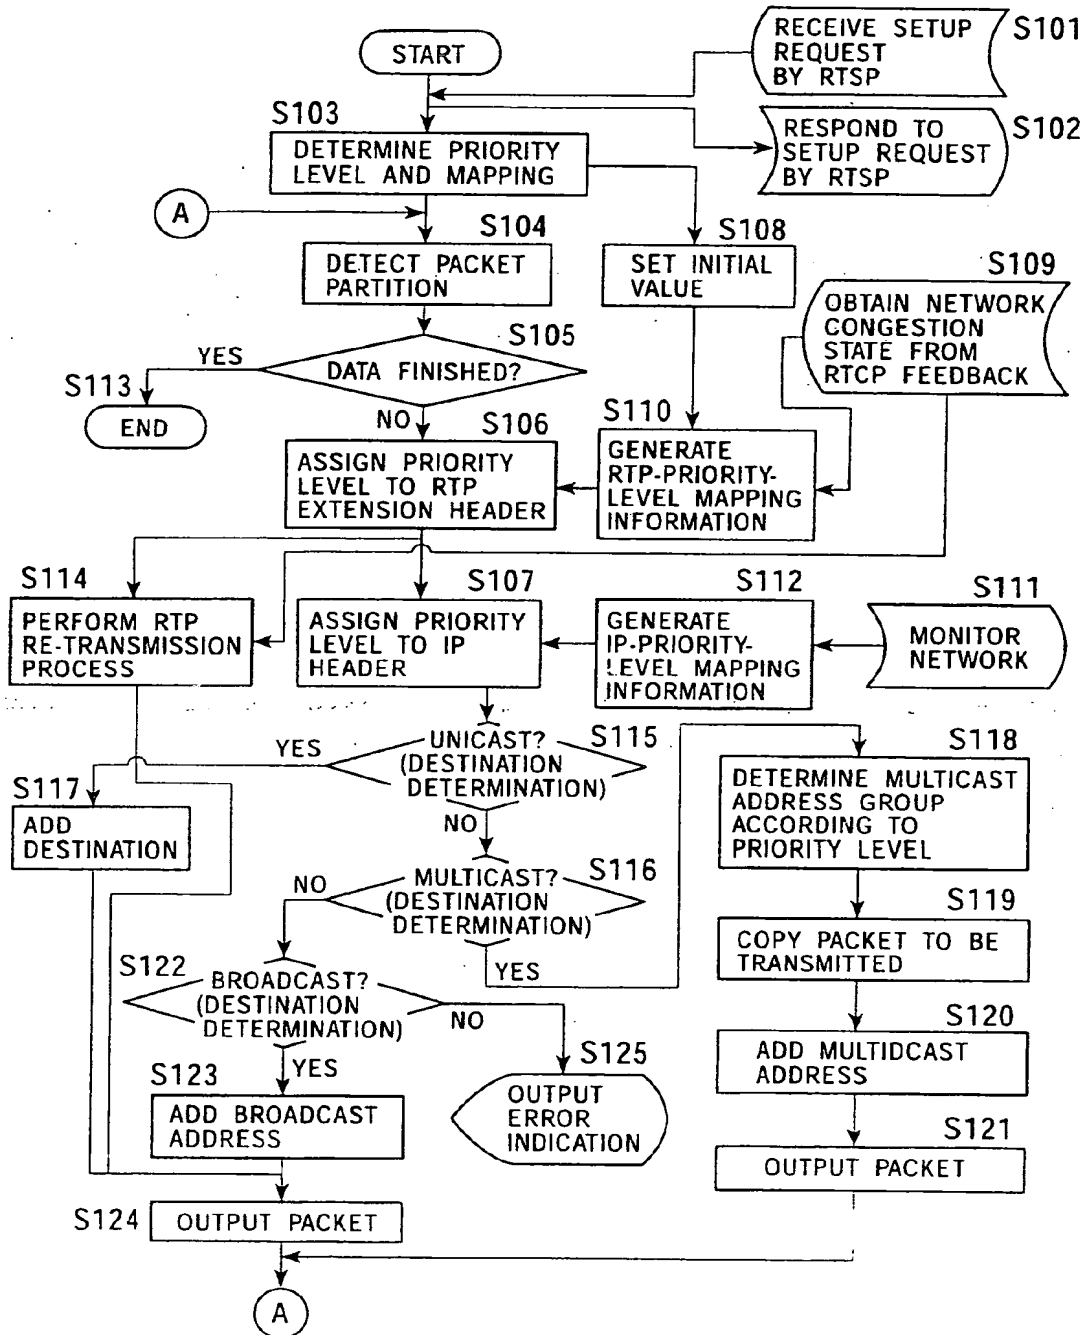 START
RECEIVE SETUP
REQUEST
BY RTSP
S101
S103
DETERMINE PRIORITY
LEVEL AND MAPPING
RESPOND TO
SETUP REQUEST
BY RTSP
S102
A
S104
DETECT PACKET
PARTITION
S108
SET INITIAL
VALUE
S109
OBTAIN NETWORK
CONGESTION
STATE FROM
RTCP FEEDBACK
S105
DATA FINISHED?
YES
S113
END
NO
S106
ASSIGN PRIORITY
LEVEL TO RTP
EXTENSION HEADER
S110
GENERATE
RTP-PRIORITY-
LEVEL MAPPING
INFORMATION
S114
PERFORM RTP
RE-TRANSMISSION
PROCESS
S107
ASSIGN PRIORITY
LEVEL TO IP
HEADER
S112
GENERATE
IP-PRIORITY-
LEVEL MAPPING
INFORMATION
S111
MONITOR
NETWORK
YES
UNICAST?
(DESTINATION
DETERMINATION)
S115
NO
S117
ADD
DESTINATION
S118
DETERMINE MULTICAST
ADDRESS GROUP
ACCORDING TO
PRIORITY LEVEL
NO
MULTICAST?
(DESTINATION
DETERMINATION)
S116
YES
S119
COPY PACKET TO BE
TRANSMITTED
S122
BROADCAST?
(DESTINATION
DETERMINATION)
NO
YES
S120
ADD MULTIDCAST
ADDRESS
S123
ADD BROADCAST
ADDRESS
S125
OUTPUT
ERROR
INDICATION
S121
OUTPUT PACKET
S124
OUTPUT PACKET
A